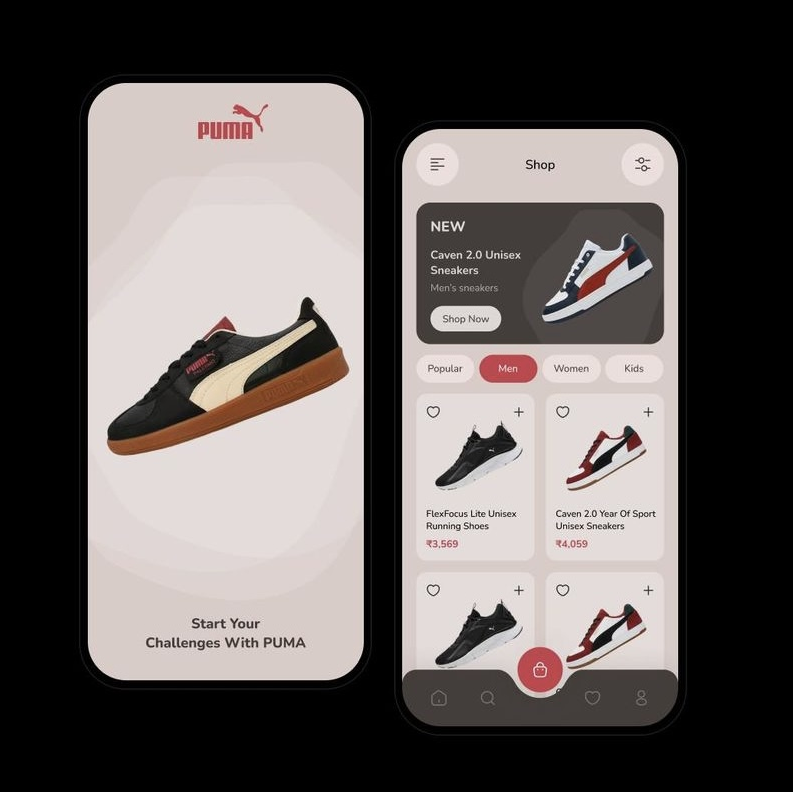 PUMA
Start Your
Challenges With PUMA
Shop
NEW
Caven 2.0 Unisex
Sneakers
Men's sneakers
Shop Now
Popular
Men
Women
Kids
FlexFocus Lite Unisex
Running Shoes
₹3,569
Caven 2.0 Year Of Sport
Unisex Sneakers
₹4,059